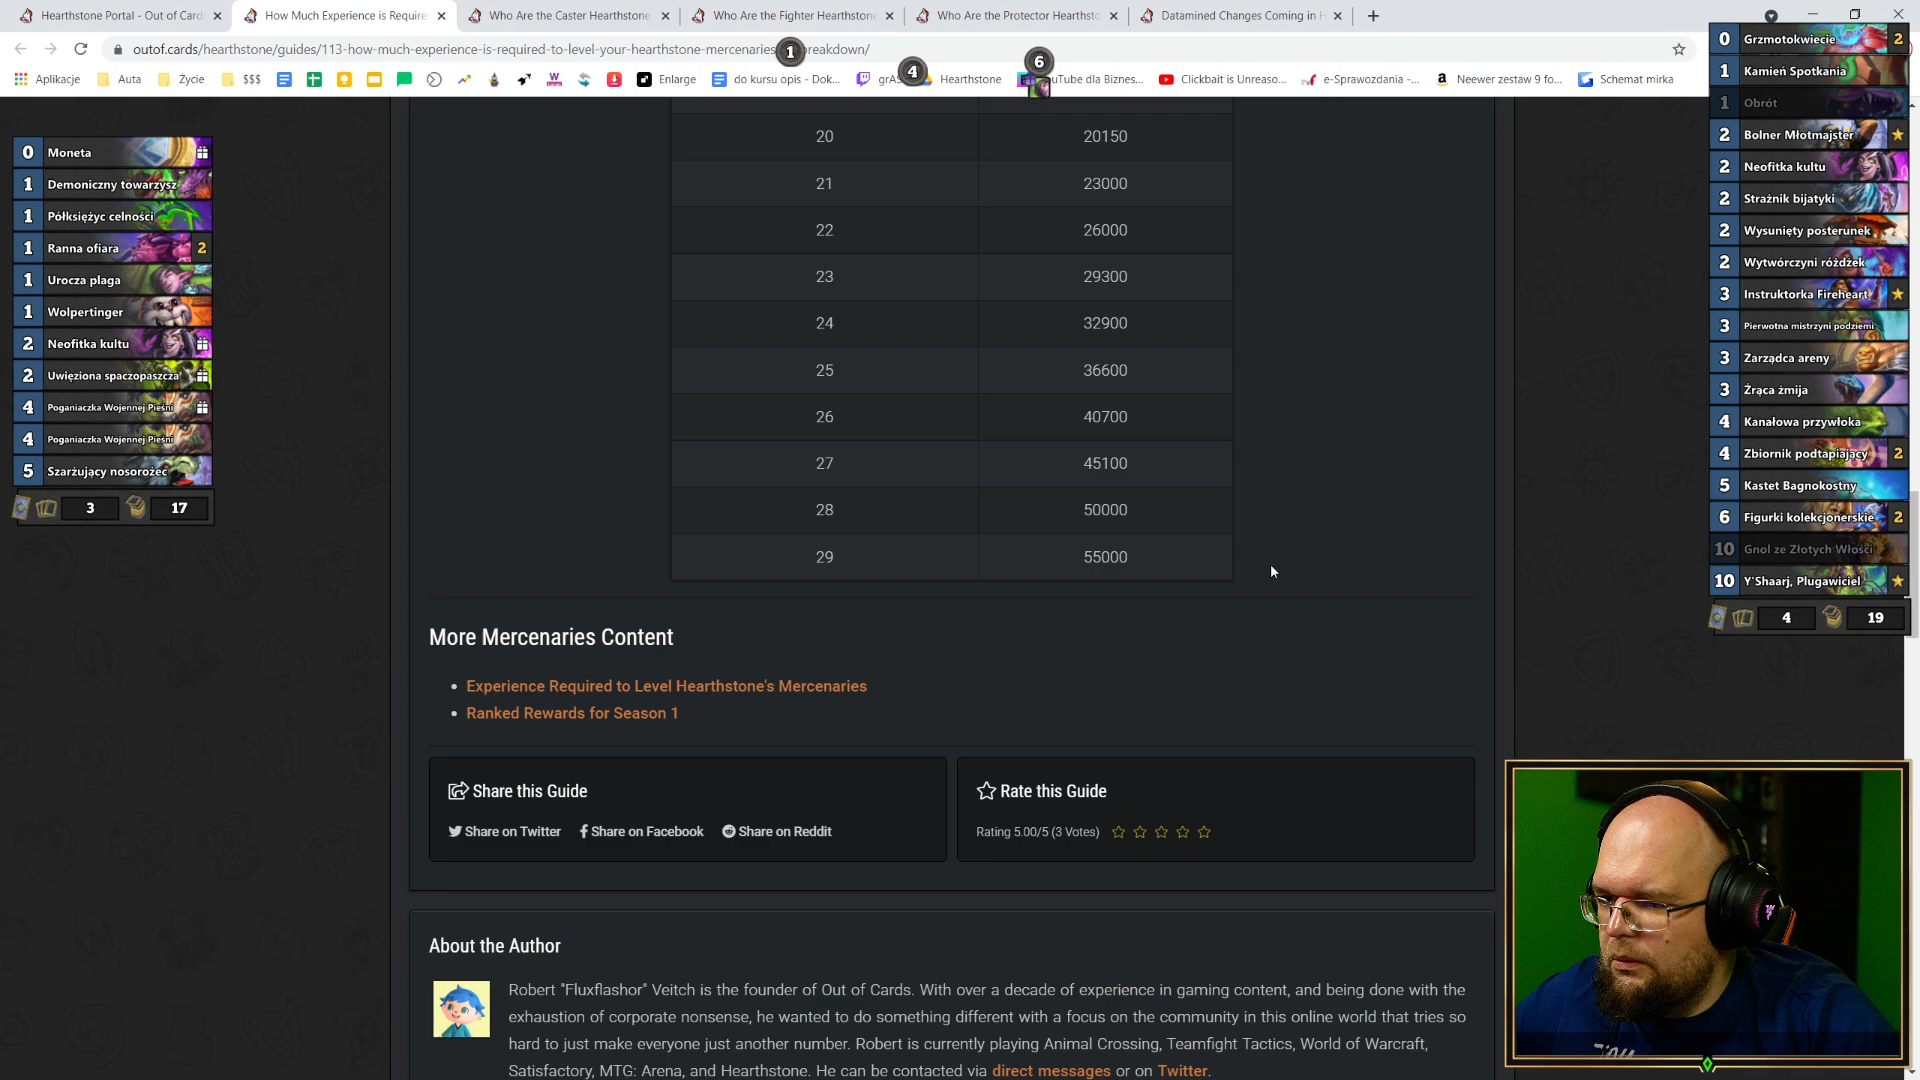 Hearthstone Portal - Out of Card
How Much Experience is Require
Who Are the Caster Hearthstone
Who Are the Fighter Hearthstone
Who Are the Protector Hearthsto
Datamined Changes Coming in H
outof.cards/hearthstone/guides/113-how-much-experience-is-required-to-level-your-hearthstone-mercenaries
breakdown/
1
4
6
Aplikacje
Auta
Życie
$$$
Enlarge
do kursu opis - Dok...
Hearthstone
uTube dla Biznes...
Clickbait is Unreaso...
e-Sprawozdania -...
Neewer zestaw 9 fo...
Schemat mirka
0 Moneta
1 Demoniczny towarzysz
1 Półksiężyc celności
1 Ranna ofiara 2
1 Urocza plaga
1 Wolpertinger
2 Neofitka kultu
2 Uwięziona spaczopaszcza
4 Poganiaczka Wojennej Pieśni
4 Poganiaczka Wojennej Pieśni
5 Szarżujący nosorożec
3 17
20 20150
21 23000
22 26000
23 29300
24 32900
25 36600
26 40700
27 45100
28 50000
29 55000
More Mercenaries Content
Experience Required to Level Hearthstone's Mercenaries
Ranked Rewards for Season 1
Share this Guide
Share on Twitter Share on Facebook Share on Reddit
Rate this Guide
Rating 5.00/5 (3 Votes)
About the Author
Robert "Fluxflashor" Veitch is the founder of Out of Cards. With over a decade of experience in gaming content, and being done with the
exhaustion of corporate nonsense, he wanted to do something different with a focus on the community in this online world that tries so
hard to just make everyone just another number. Robert is currently playing Animal Crossing, Teamfight Tactics, World of Warcraft,
Satisfactory, MTG: Arena, and Hearthstone. He can be contacted via direct messages or on Twitter.
0 Grzmotokwiecie 2
1 Kamień Spotkania
1 Obrót
2 Bolner Młotmajster
2 Neofitka kultu
2 Strażnik bijatyki
2 Wysunięty posterunek
2 Wytwórczyni różdżek
3 Instruktorka Fireheart
3 Pierwotna mistrzyni podziemi
3 Zarządca areny
3 Żrąca żmija
4 Kanałowa przywłoka
4 Zbiornik podtapiający 2
5 Kastet Bagnokostny
6 Figurki kolekcjonerskie 2
10 Gnol ze Złotych Włości
10 Y'Shaarj, Plugawiciel
4 19